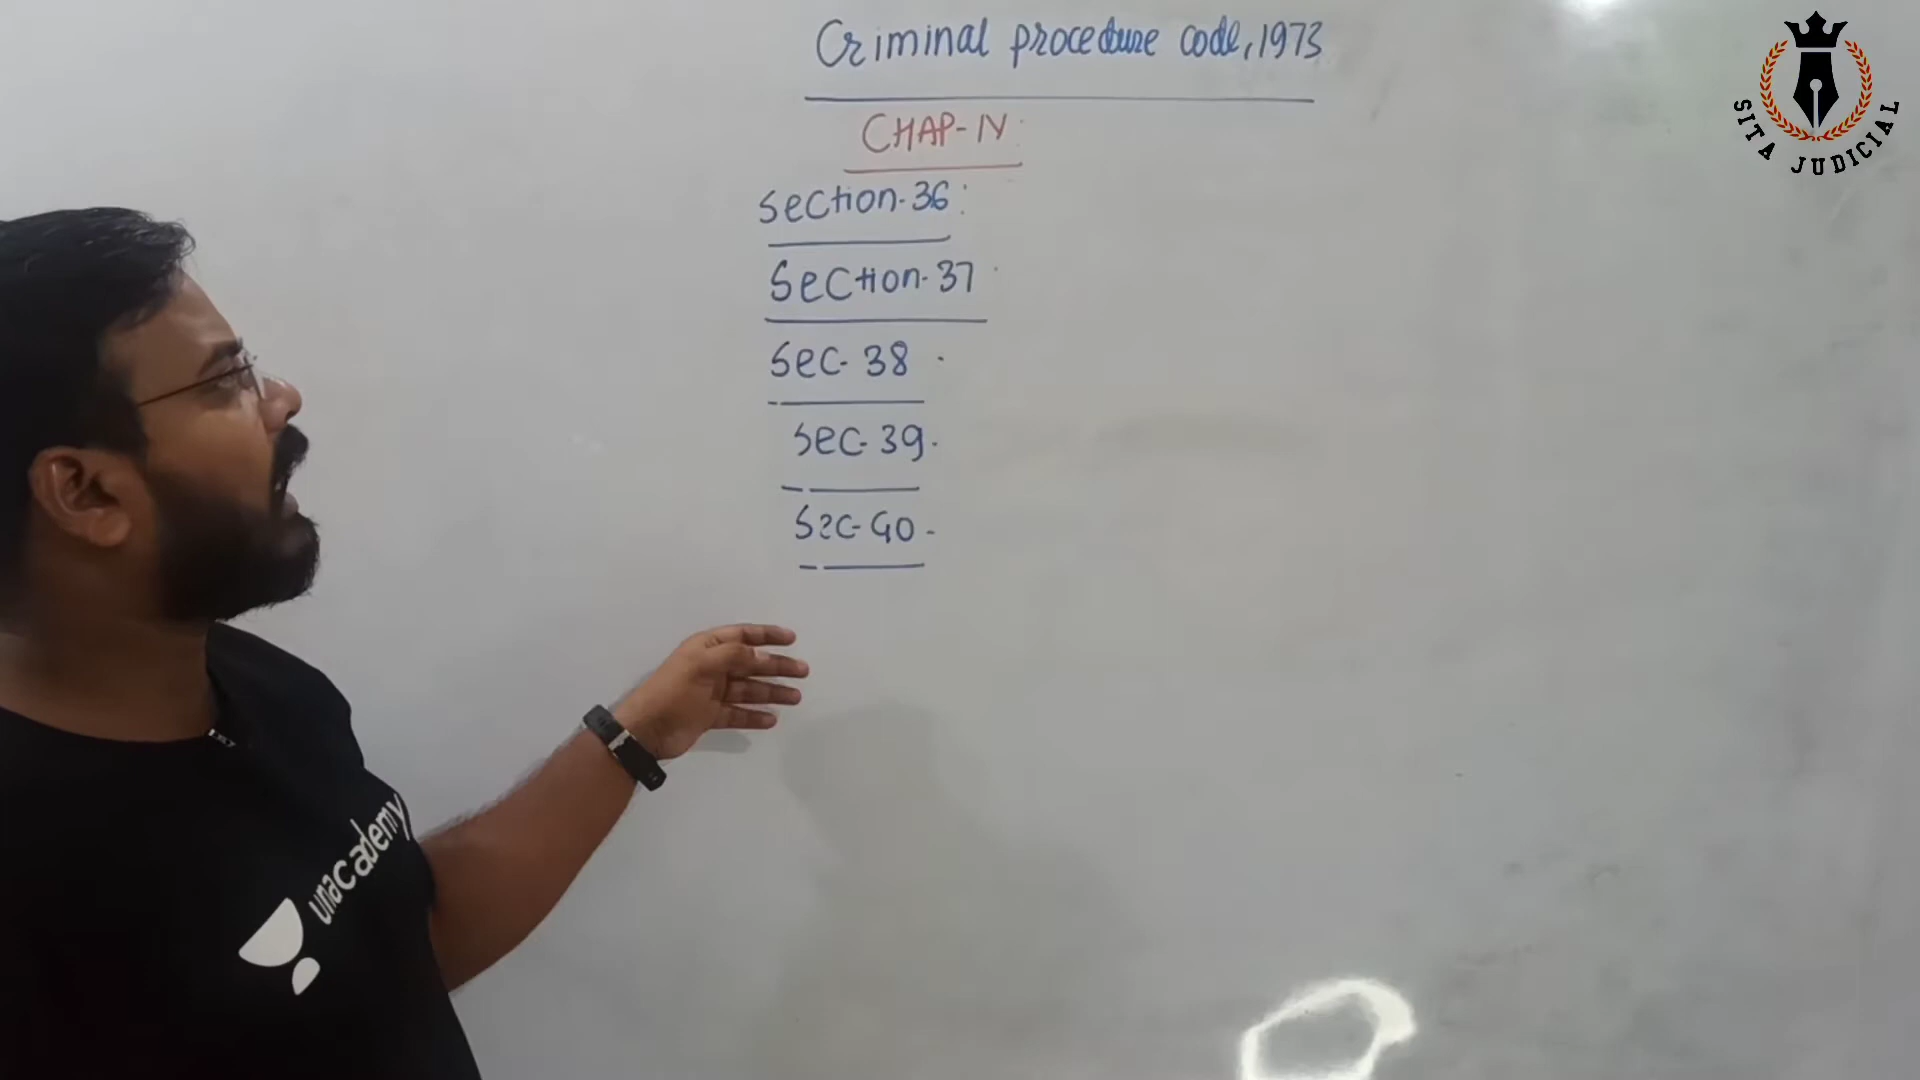 Criminal procedure code, 1973
CHAP-IV:
Section-36:
Section-37
Sec-38
Sec-39.
Sec-40-
SITA JUDICIAL
unacademy